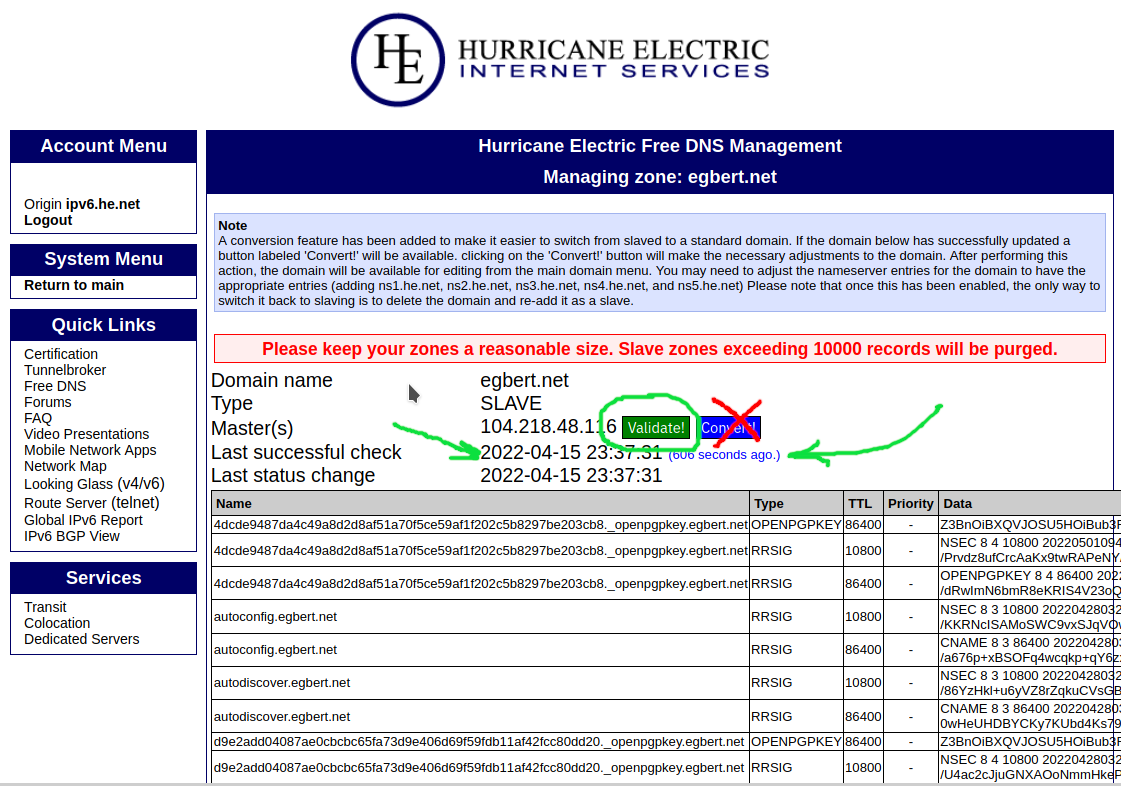 HE
HURRICANE ELECTRIC
INTERNET SERVICES
Account Menu
Origin ipv6.he.net
Logout
System Menu
Return to main
Quick Links
Certification
Tunnelbroker
Free DNS
Forums
FAQ
Video Presentations
Mobile Network Apps
Network Map
Looking Glass (v4/v6)
Route Server (telnet)
Global IPv6 Report
IPv6 BGP View
Services
Transit
Colocation
Dedicated Servers
Hurricane Electric Free DNS Management
Managing zone: egbert.net
Note
A conversion feature has been added to make it easier to switch from slaved to a standard domain. If the domain below has successfully updated a
button labeled 'Convert!' will be available. clicking on the 'Convert!' button will make the necessary adjustments to the domain. After performing this
action, the domain will be available for editing from the main domain menu. You may need to adjust the nameserver entries for the domain to have the
appropriate entries (adding ns1.he.net, ns2.he.net, ns3.he.net, ns4.he.net, and ns5.he.net) Please note that once this has been enabled, the only way to
switch it back to slaving is to delete the domain and re-add it as a slave.
Please keep your zones a reasonable size. Slave zones exceeding 10000 records will be purged.
Domain name egbert.net
Type SLAVE
Master(s) 104.218.48.116 Validate! Convert!
Last successful check 2022-04-15 23:37:31 (606 seconds ago.)
Last status change 2022-04-15 23:37:31
Name Type TTL Priority Data
4dcde9487da4c49a8d2d8af51a70f5ce59af1f202c5b8297be203cb8._openpgpkey.egbert.net OPENPGPKEY 86400 - Z3BnOiBXQVJOSU5HOiBub3
4dcde9487da4c49a8d2d8af51a70f5ce59af1f202c5b8297be203cb8._openpgpkey.egbert.net RRSIG 10800 - NSEC 8 4 10800 20220501094
/Prvdz8ufCrcAaKx9twRAPeNY
4dcde9487da4c49a8d2d8af51a70f5ce59af1f202c5b8297be203cb8._openpgpkey.egbert.net RRSIG 86400 - OPENPGPKEY 8 4 86400 202
/dRwImN6bmR8eKRIS4V23oQ
autoconfig.egbert.net RRSIG 10800 - NSEC 8 3 10800 2022042803
/KKRNcISAMoSWC9vxSJqVO
autoconfig.egbert.net RRSIG 86400 - CNAME 8 3 86400 202204280
/a676p+xBSOFq4wcqkp+qY6z
autodiscover.egbert.net RRSIG 10800 - NSEC 8 3 10800 2022042803
/86YzHkl+u6yVZ8rZqkuCVsGB
autodiscover.egbert.net RRSIG 86400 - CNAME 8 3 86400 202204280
0wHeUHDBYCKy7KUbd4Ks79
d9e2add04087ae0cbcbc65fa73d9e406d69f59fdb11af42fcc80dd20._openpgpkey.egbert.net OPENPGPKEY 86400 - Z3BnOiBXQVJOSU5HOiBub3
d9e2add04087ae0cbcbc65fa73d9e406d69f59fdb11af42fcc80dd20._openpgpkey.egbert.net RRSIG 10800 - NSEC 8 4 10800 2022042803
/U4ac2cJjuGNXAOoNmmHkeP